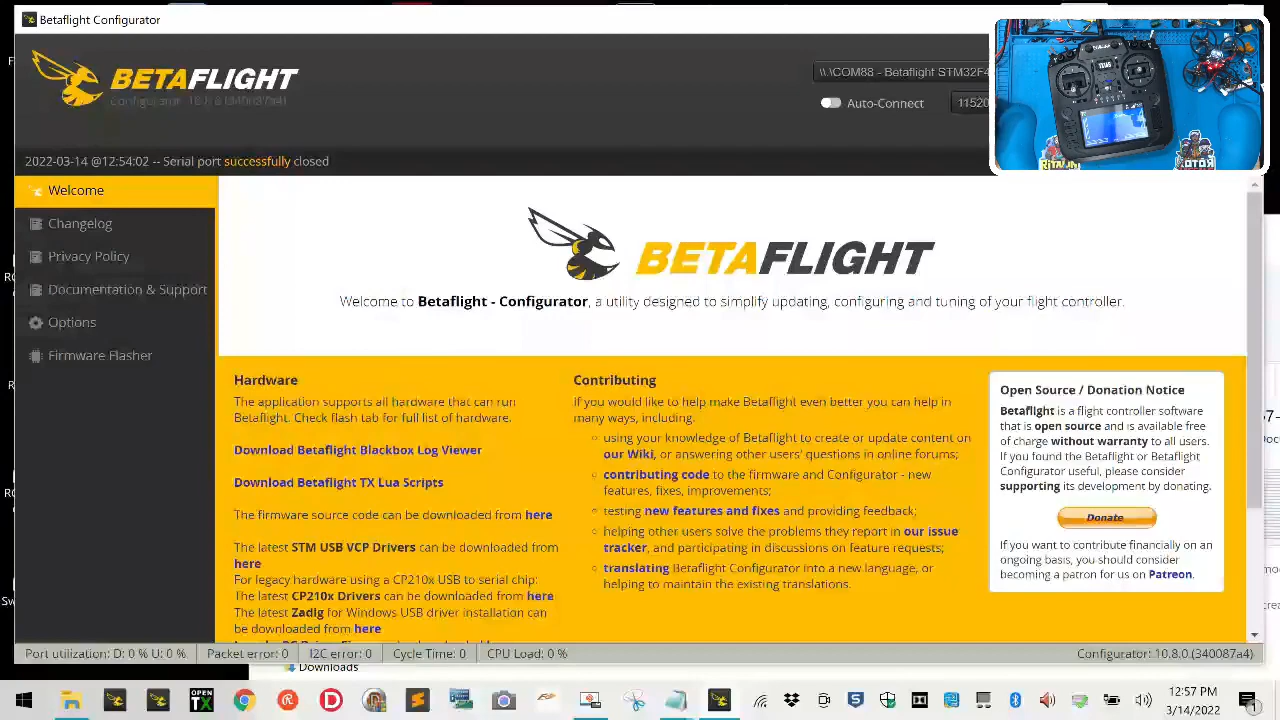 Betaflight Configurator
BETAFLIGHT
\\.\COM88 - Betaflight STM32F4
Auto-Connect
11520
2022-03-14 @12:54:02 -- Serial port successfully closed
Welcome
Changelog
Privacy Policy
Documentation & Support
Options
Firmware Flasher
BETAFLIGHT
Welcome to Betaflight - Configurator, a utility designed to simplify updating, configuring and tuning of your flight controller.
Hardware
The application supports all hardware that can run
Betaflight. Check flash tab for full list of hardware.
Download Betaflight Blackbox Log Viewer
Download Betaflight TX Lua Scripts
The firmware source code can be downloaded from here
The latest STM USB VCP Drivers can be downloaded from
here
For legacy hardware using a CP210x USB to serial chip:
The latest CP210x Drivers can be downloaded from here
The latest Zadig for Windows USB driver installation can
be downloaded from here
Contributing
If you would like to help make Betaflight even better you can help in
many ways, including:
using your knowledge of Betaflight to create or update content on
our Wiki, or answering other users' questions in online forums;
contributing code to the firmware and Configurator - new
features, fixes, improvements;
testing new features and fixes and providing feedback;
helping other users solve the problems they report in our issue
tracker, and participating in discussions on feature requests;
translating Betaflight Configurator into a new language, or
helping to maintain the existing translations.
Open Source / Donation Notice
Betaflight is a flight controller software
that is open source and is available free
of charge without warranty to all users.
If you found the Betaflight or Betaflight
Configurator useful, please consider
supporting its development by donating.
Donate
If you want to contribute financially on an
ongoing basis, you should consider
becoming a patron for us on Patreon.
Port utilization: D: 0 % U: 0 %
Packet error: 0
I2C error: 0
Cycle Time: 0
CPU Load: 0 %
Configurator: 10.8.0 (340087a4)
Downloads
OPEN
TX
12:57 PM
3/14/2022